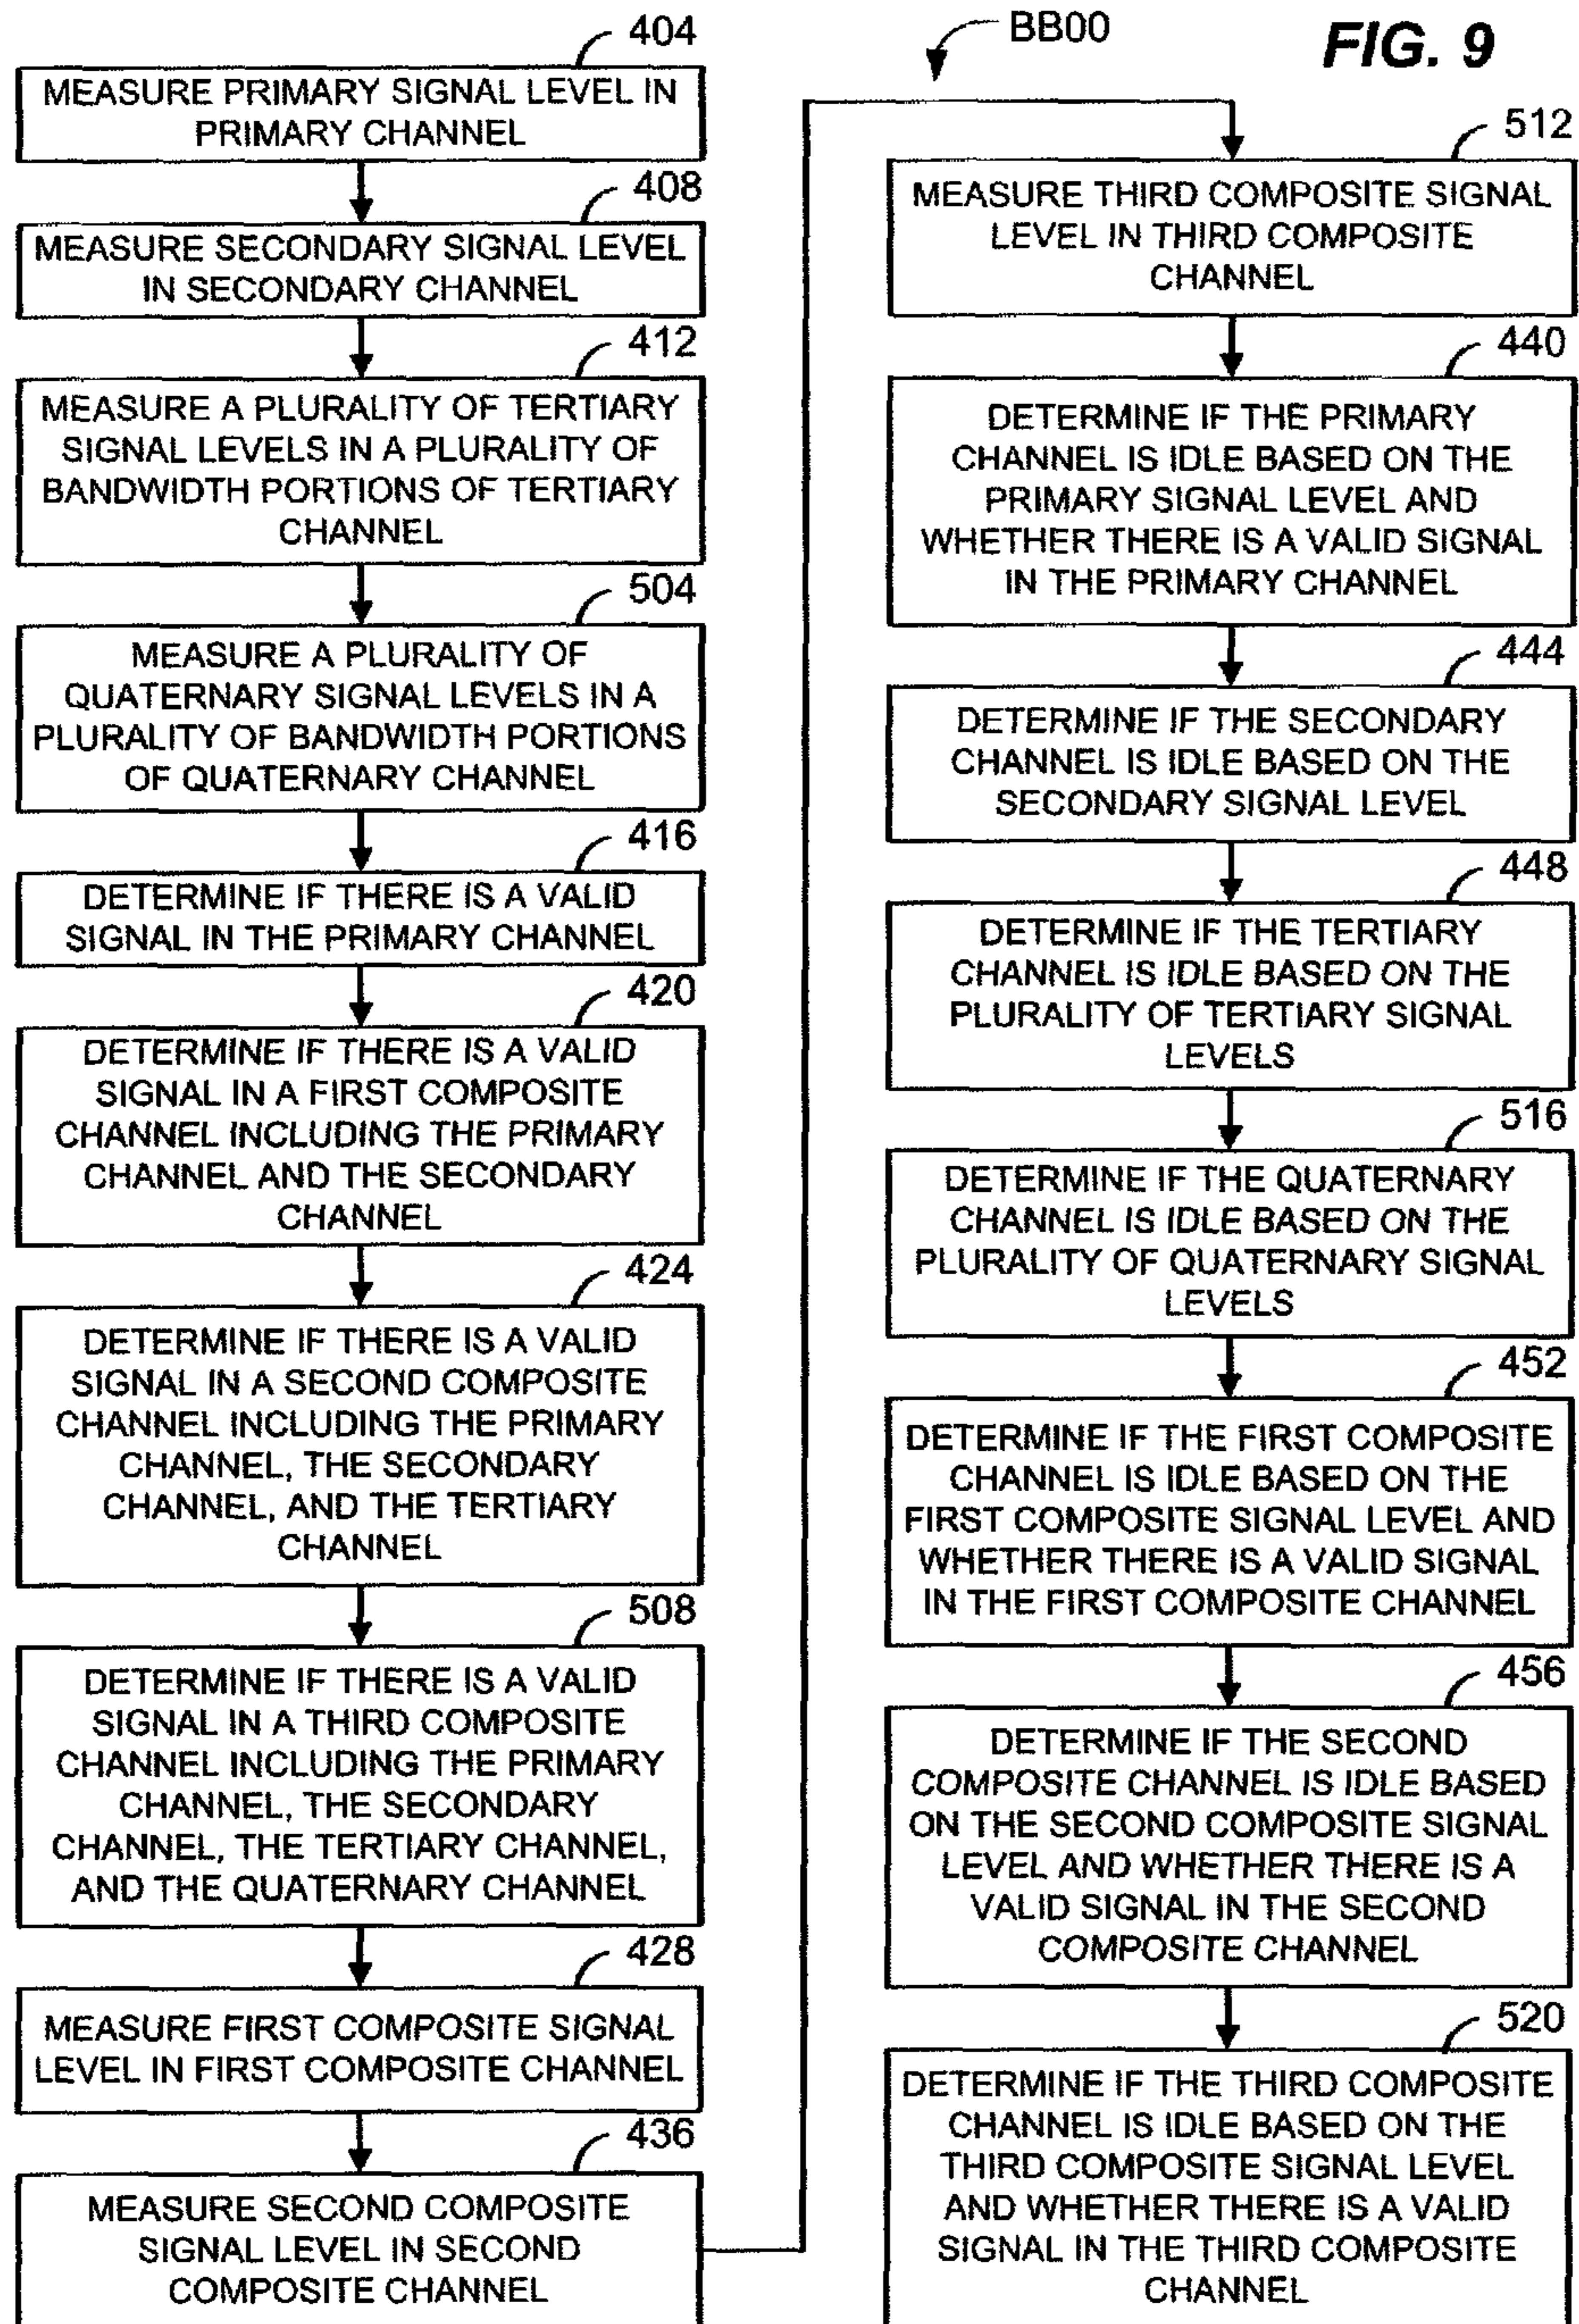 BB00
FIG. 9
404
MEASURE PRIMARY SIGNAL LEVEL IN
PRIMARY CHANNEL
408
MEASURE SECONDARY SIGNAL LEVEL
IN SECONDARY CHANNEL
412
MEASURE A PLURALITY OF TERTIARY
SIGNAL LEVELS IN A PLURALITY OF
BANDWIDTH PORTIONS OF TERTIARY
CHANNEL
504
MEASURE A PLURALITY OF
QUATERNARY SIGNAL LEVELS IN A
PLURALITY OF BANDWIDTH PORTIONS
OF QUATERNARY CHANNEL
416
DETERMINE IF THERE IS A VALID
SIGNAL IN THE PRIMARY CHANNEL
420
DETERMINE IF THERE IS A VALID
SIGNAL IN A FIRST COMPOSITE
CHANNEL INCLUDING THE PRIMARY
CHANNEL AND THE SECONDARY
CHANNEL
424
DETERMINE IF THERE IS A VALID
SIGNAL IN A SECOND COMPOSITE
CHANNEL INCLUDING THE PRIMARY
CHANNEL, THE SECONDARY
CHANNEL, AND THE TERTIARY
CHANNEL
508
DETERMINE IF THERE IS A VALID
SIGNAL IN A THIRD COMPOSITE
CHANNEL INCLUDING THE PRIMARY
CHANNEL, THE SECONDARY
CHANNEL, THE TERTIARY CHANNEL,
AND THE QUATERNARY CHANNEL
428
MEASURE FIRST COMPOSITE SIGNAL
LEVEL IN FIRST COMPOSITE CHANNEL
436
MEASURE SECOND COMPOSITE
SIGNAL LEVEL IN SECOND
COMPOSITE CHANNEL
512
MEASURE THIRD COMPOSITE SIGNAL
LEVEL IN THIRD COMPOSITE
CHANNEL
440
DETERMINE IF THE PRIMARY
CHANNEL IS IDLE BASED ON THE
PRIMARY SIGNAL LEVEL AND
WHETHER THERE IS A VALID SIGNAL
IN THE PRIMARY CHANNEL
444
DETERMINE IF THE SECONDARY
CHANNEL IS IDLE BASED ON THE
SECONDARY SIGNAL LEVEL
448
DETERMINE IF THE TERTIARY
CHANNEL IS IDLE BASED ON THE
PLURALITY OF TERTIARY SIGNAL
LEVELS
516
DETERMINE IF THE QUATERNARY
CHANNEL IS IDLE BASED ON THE
PLURALITY OF QUATERNARY SIGNAL
LEVELS
452
DETERMINE IF THE FIRST COMPOSITE
CHANNEL IS IDLE BASED ON THE
FIRST COMPOSITE SIGNAL LEVEL AND
WHETHER THERE IS A VALID SIGNAL
IN THE FIRST COMPOSITE CHANNEL
456
DETERMINE IF THE SECOND
COMPOSITE CHANNEL IS IDLE BASED
ON THE SECOND COMPOSITE SIGNAL
LEVEL AND WHETHER THERE IS A
VALID SIGNAL IN THE SECOND
COMPOSITE CHANNEL
520
DETERMINE IF THE THIRD COMPOSITE
CHANNEL IS IDLE BASED ON THE
THIRD COMPOSITE SIGNAL LEVEL
AND WHETHER THERE IS A VALID
SIGNAL IN THE THIRD COMPOSITE
CHANNEL